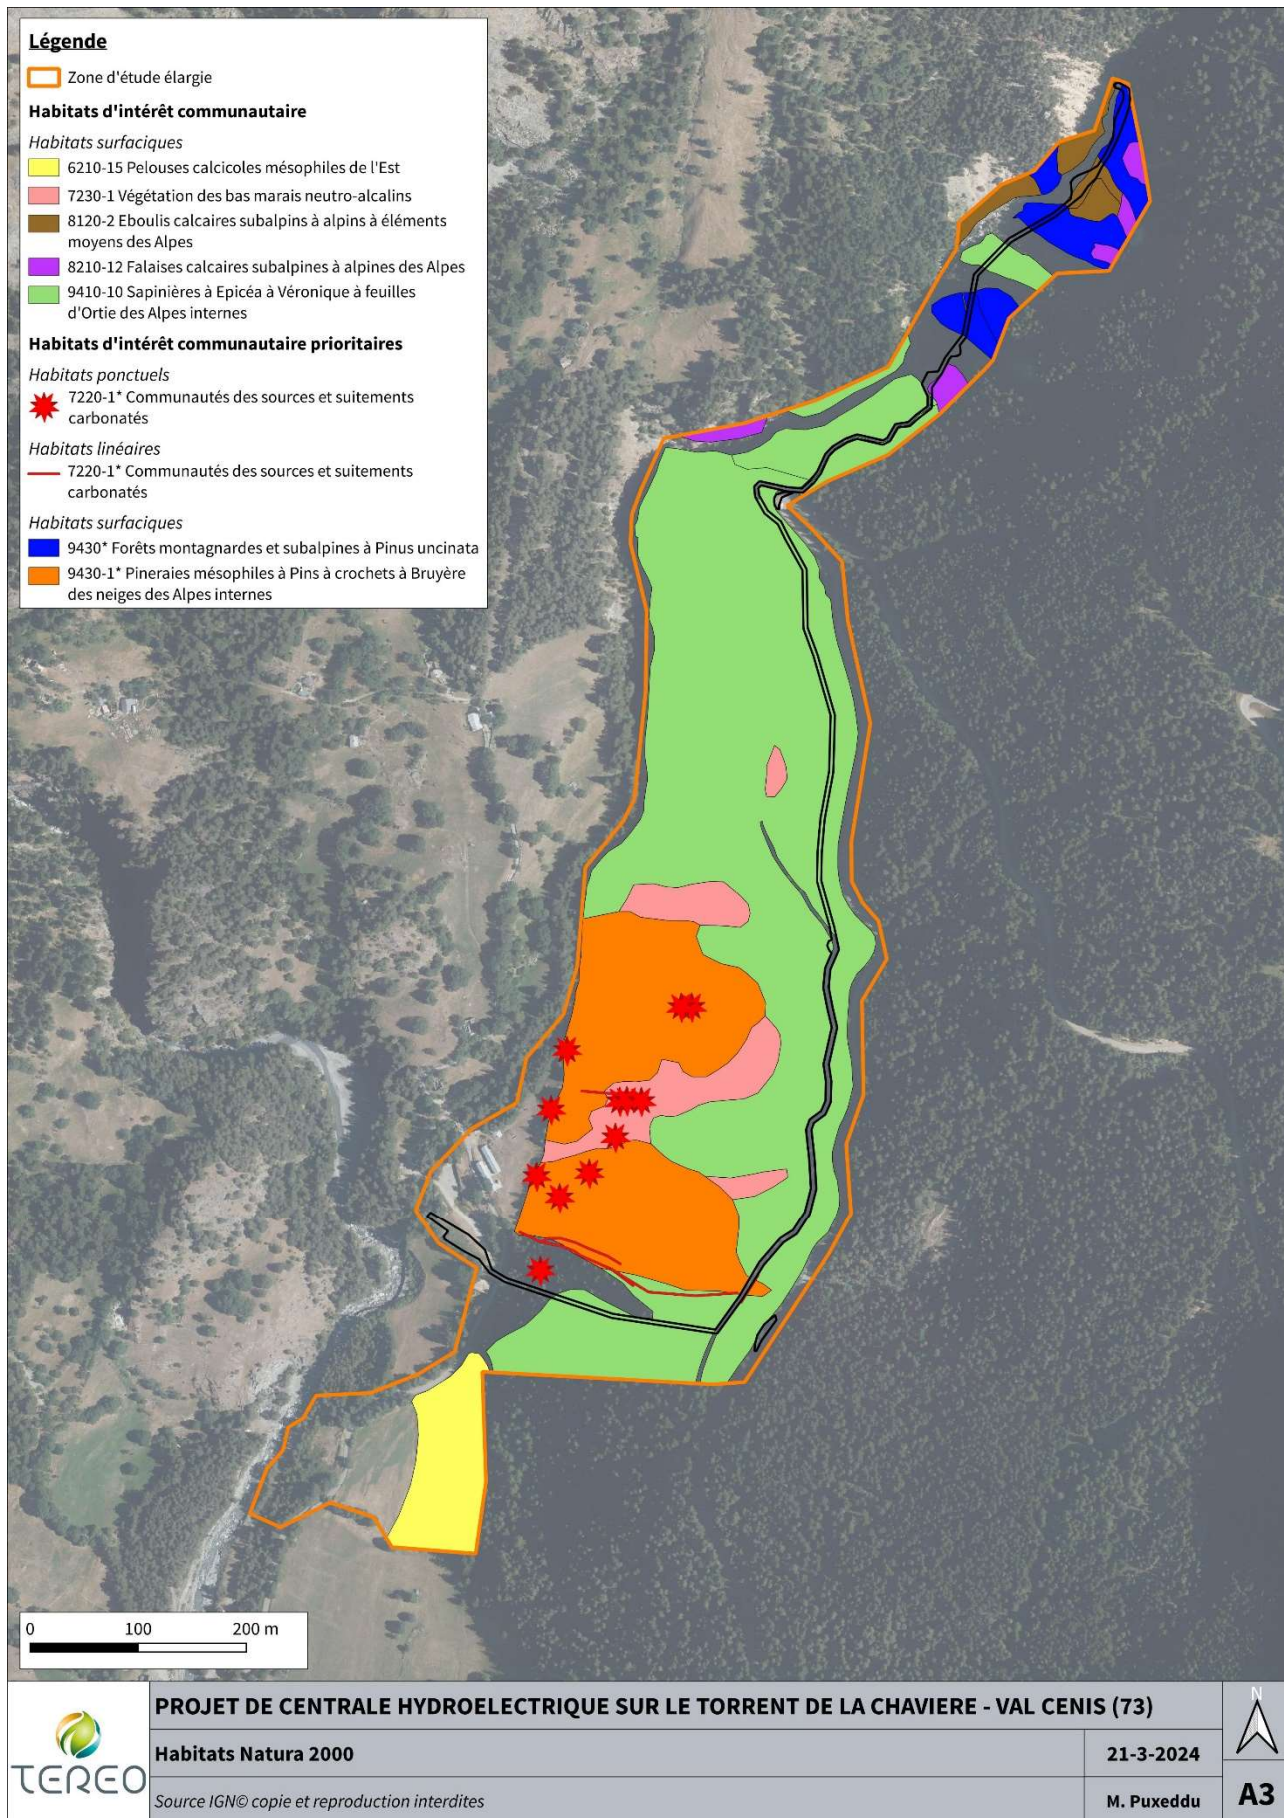 Légende
Zone d'étude élargie
Habitats d'intérêt communautaire
Habitats surfaciques
6210-15 Pelouses calcicoles mésophiles de l'Est
7230-1 Végétation des bas marais neutro-alcalins
8120-2 Eboulis calcaires subalpins à alpins à éléments
moyens des Alpes
8210-12 Falaises calcaires subalpines à alpines des Alpes
9410-10 Sapinières à Epicéa à Véronique à feuilles
d'Ortie des Alpes internes
Habitats d'intérêt communautaire prioritaires
Habitats ponctuels
7220-1* Communautés des sources et suitements
carbonatés
Habitats linéaires
7220-1* Communautés des sources et suitements
carbonatés
Habitats surfaciques
9430* Forêts montagnardes et subalpines à Pinus uncinata
9430-1* Pineraies mésophiles à Pins à crochets à Bruyère
des neiges des Alpes internes
0 100 200 m
TEREO
PROJET DE CENTRALE HYDROELECTRIQUE SUR LE TORRENT DE LA CHAVIERE - VAL CENIS (73)
Habitats Natura 2000
21-3-2024
Source IGN© copie et reproduction interdites
M. Puxeddu
N
A3